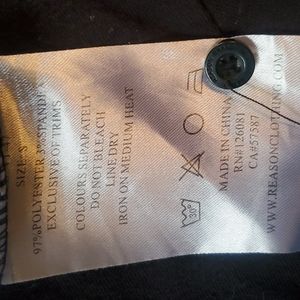 SIZE: S
97%POLYESTER 3%SPANDEX
EXCLUSIVE OF TRIMS
COLOURS SEPARATELY
DO NOT BLEACH
LINE DRY
IRON ON MEDIUM HEAT
30°
MADE IN CHINA
RN#126081
CA#57587
WWW.REASONCLOTHING.COM